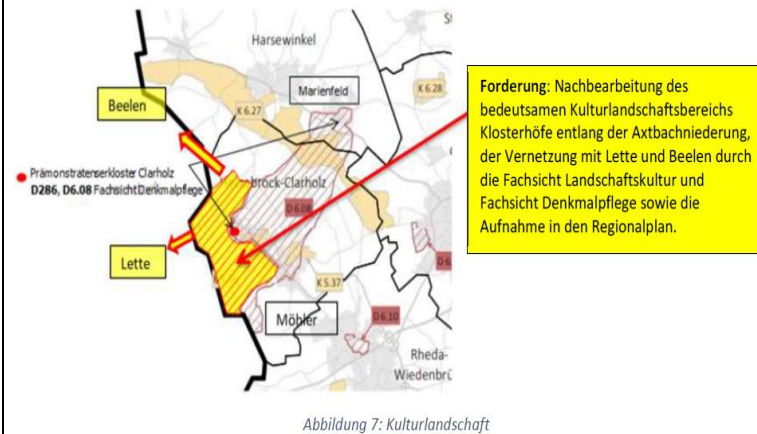 Harsewinkel
Marienfeld
K 6.28
Beelen
K 6.27
Prämonstratenserkloster Clarholz
D286, D6.08 Fachsicht Denkmalpflege
brock-Clarholz
D 6.08
Lette
K 5.37
Möhler
D 6.10
Rheda-
Wiedenbrü
Forderung: Nachbearbeitung des
bedeutsamen Kulturlandschaftsbereichs
Klosterhöfe entlang der Axtbachniederung,
der Vernetzung mit Lette und Beelen durch
die Fachsicht Landschaftskultur und
Fachsicht Denkmalpflege sowie die
Aufnahme in den Regionalplan.
Abbildung 7: Kulturlandschaft